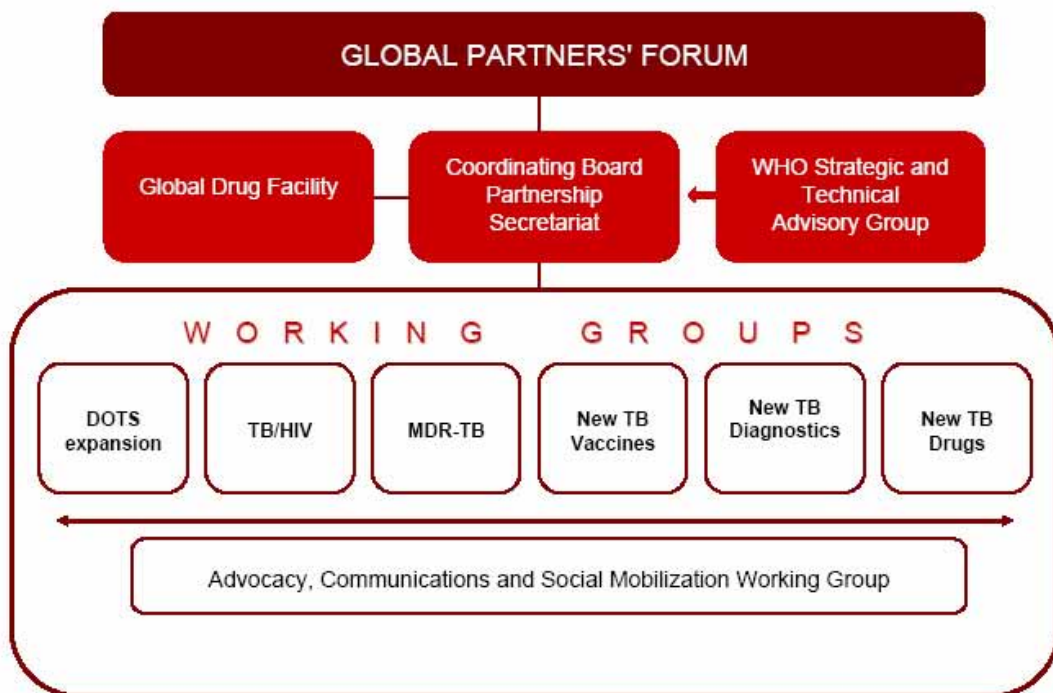 GLOBAL PARTNERS' FORUM
Global Drug Facility
Coordinating Board
Partnership
Secretariat
WHO Strategic and
Technical
Advisory Group
WORKING GROUPS
DOTS
expansion
TB/HIV
MDR-TB
New TB
Vaccines
New TB
Diagnostics
New TB
Drugs
Advocacy, Communications and Social Mobilization Working Group